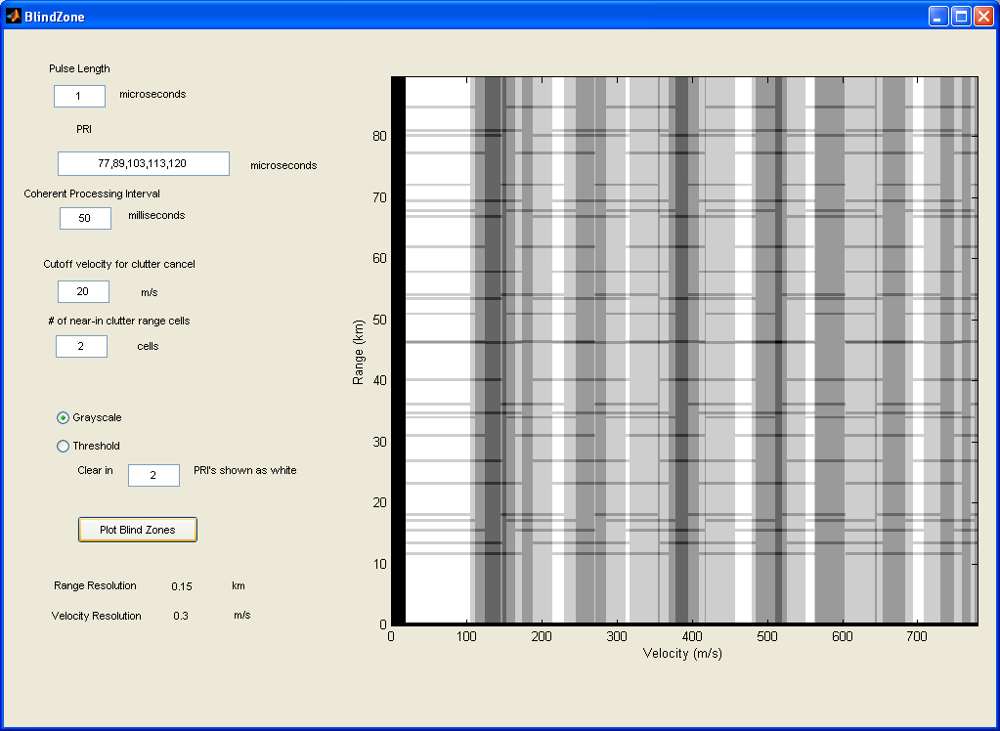 BlindZone
Pulse Length
1 microseconds
PRI
77,89,103,113,120 microseconds
Coherent Processing Interval
50 milliseconds
Cutoff velocity for clutter cancel
20 m/s
# of near-in clutter range cells
2 cells
Grayscale
Threshold
Clear in 2 PRI's shown as white
Plot Blind Zones
Range Resolution 0.15 km
Velocity Resolution 0.3 m/s
Range (km)
80
70
60
50
40
30
20
10
0
0 100 200 300 400 500 600 700
Velocity (m/s)